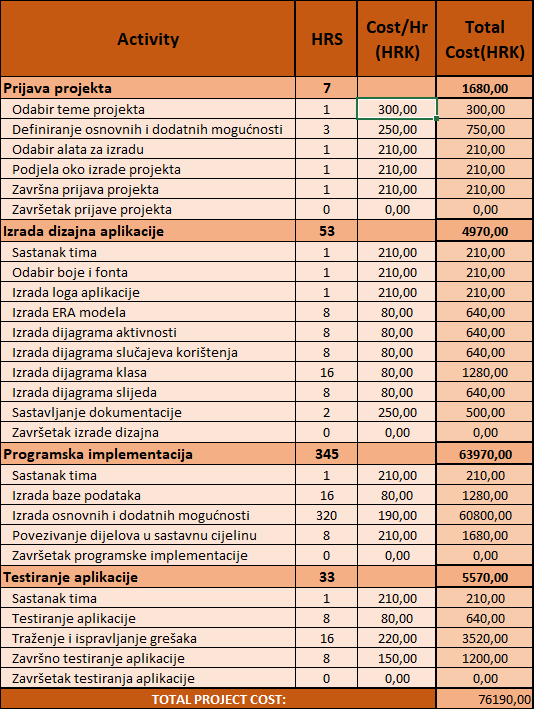 Activity HRS Cost/Hr (HRK) Total Cost(HRK)
Prijava projekta 7 1680,00
Odabir teme projekta 1 300,00 300,00
Definiranje osnovnih i dodatnih mogućnosti 3 250,00 750,00
Odabir alata za izradu 1 210,00 210,00
Podjela oko izrade projekta 1 210,00 210,00
Završna prijava projekta 1 210,00 210,00
Završetak prijave projekta 0 0,00 0,00
Izrada dizajna aplikacije 53 4970,00
Sastanak tima 1 210,00 210,00
Odabir boje i fonta 1 210,00 210,00
Izrada loga aplikacije 1 210,00 210,00
Izrada ERA modela 8 80,00 640,00
Izrada dijagrama aktivnosti 8 80,00 640,00
Izrada dijagrama slučajeva korištenja 8 80,00 640,00
Izrada dijagrama klasa 16 80,00 1280,00
Izrada dijagrama slijeda 8 80,00 640,00
Sastavljanje dokumentacije 2 250,00 500,00
Završetak izrade dizajna 0 0,00 0,00
Programska implementacija 345 63970,00
Sastanak tima 1 210,00 210,00
Izrada baze podataka 16 80,00 1280,00
Izrada osnovnih i dodatnih mogućnosti 320 190,00 60800,00
Povezivanje dijelova u sastavnu cijelinu 8 210,00 1680,00
Završetak programske implementacije 0 0,00 0,00
Testiranje aplikacije 33 5570,00
Sastanak tima 1 210,00 210,00
Testiranje aplikacije 8 80,00 640,00
Traženje i ispravljanje grešaka 16 220,00 3520,00
Završno testiranje aplikacije 8 150,00 1200,00
Završetak testiranja aplikacije 0 0,00 0,00
TOTAL PROJECT COST: 76190,00